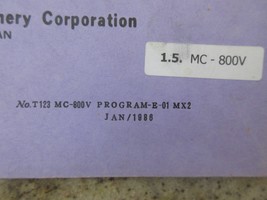 nery Corporation
AN
1.5. MC - 800V
No. T123 MC-800V PROGRAM-E-01 MX2
JAN/1986